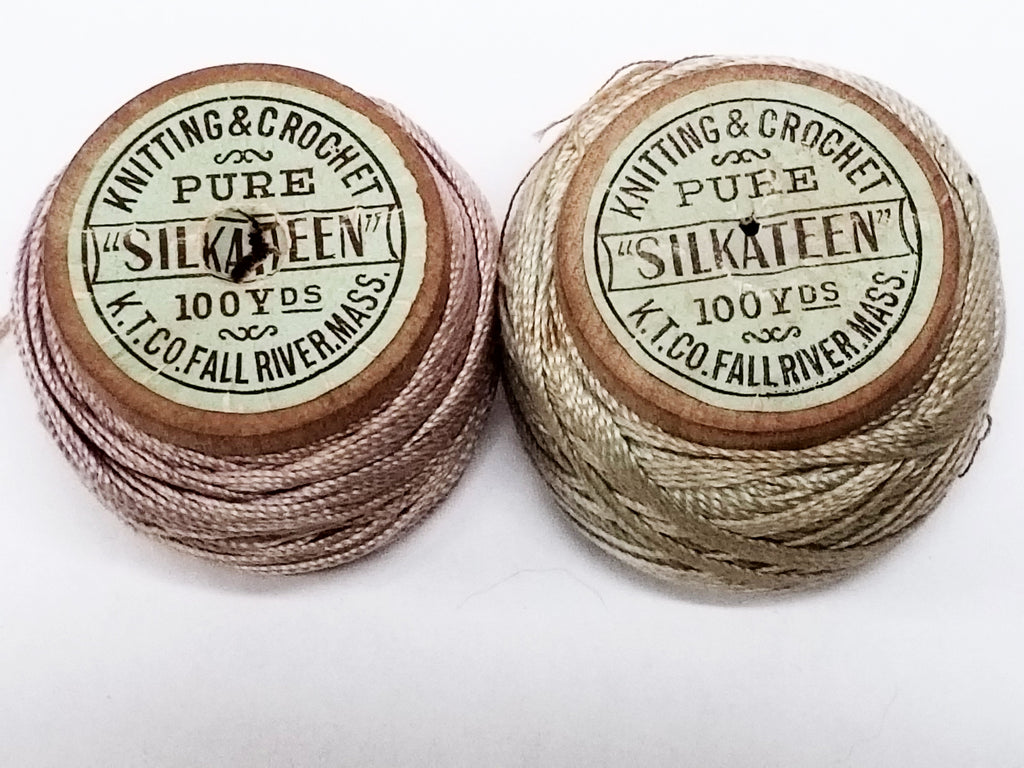 KNITTING & CROCHET
PURE
"SILKATEEN"
100 YDS
K.T.CO. FALL RIVER. MASS.
KNITTING & CROCHET
PURE
"SILKATEEN"
100 YDS
K.T.CO. FALL RIVER. MASS.